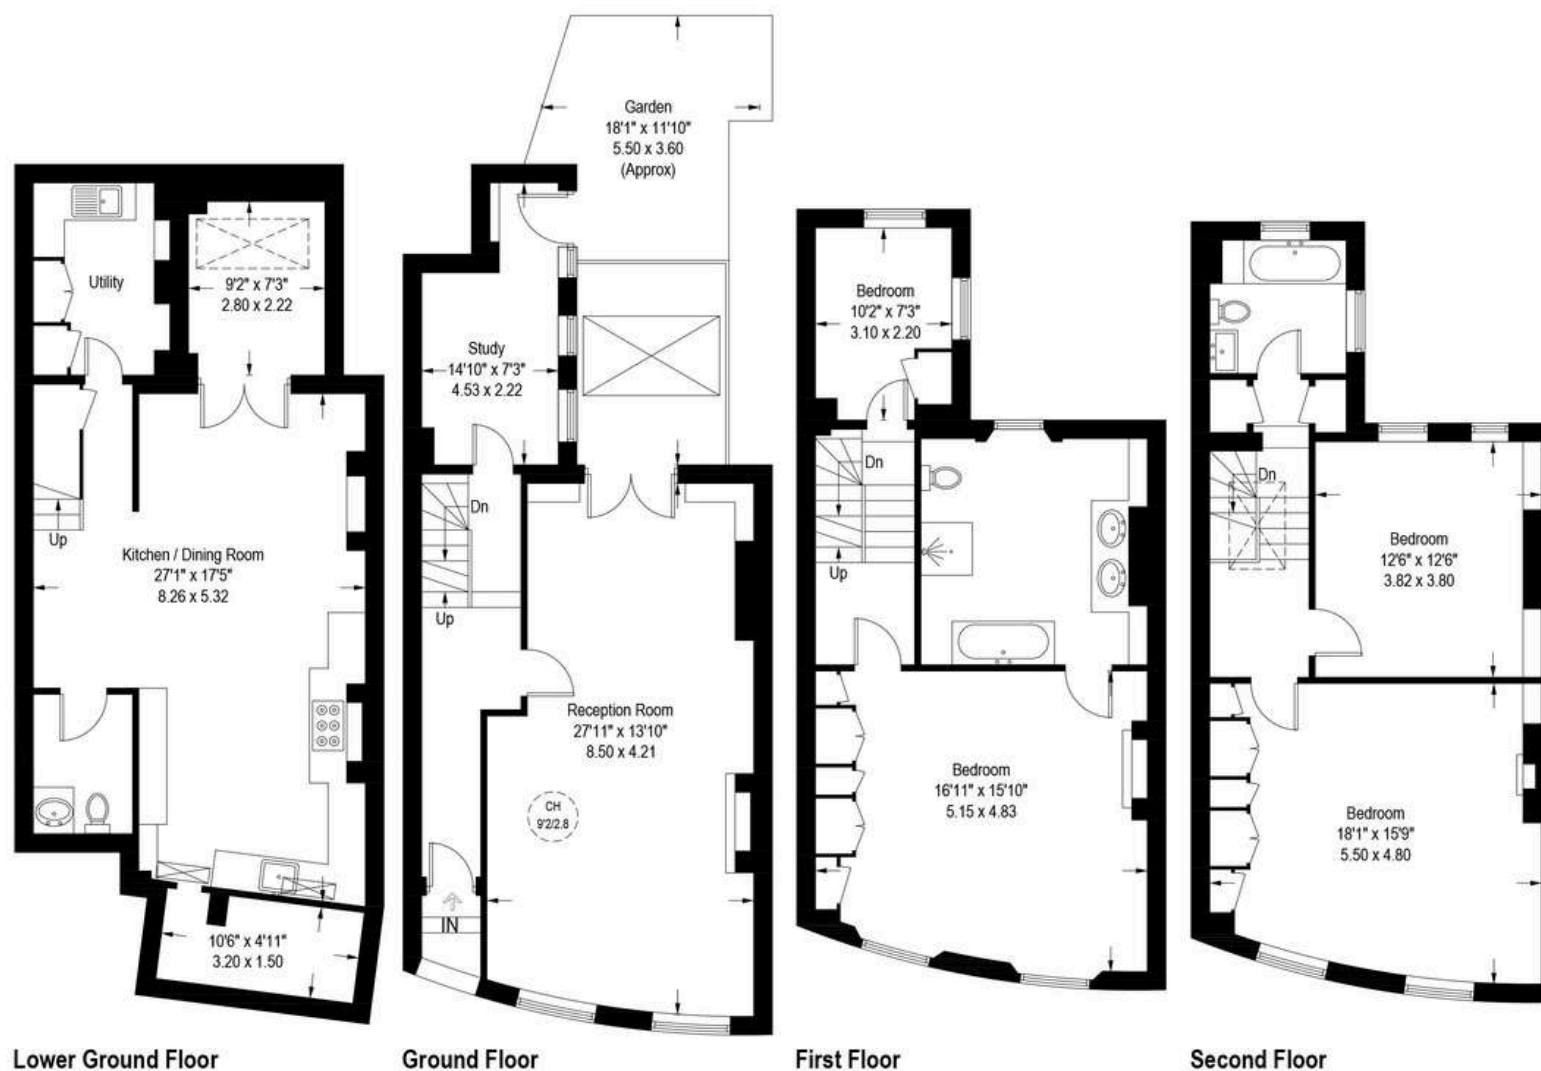 Utility
9'2" x 7'3"
2.80 x 2.22
Up
Kitchen / Dining Room
27'1" x 17'5"
8.26 x 5.32
10'6" x 4'11"
3.20 x 1.50
Lower Ground Floor
Garden
18'1" x 11'10"
5.50 x 3.60
(Approx)
Study
14'10" x 7'3"
4.53 x 2.22
Dn
Up
Reception Room
27'11" x 13'10"
8.50 x 4.21
CH
9'2/2.8
IN
Ground Floor
Bedroom
10'2" x 7'3"
3.10 x 2.20
Dn
Up
Bedroom
16'11" x 15'10"
5.15 x 4.83
First Floor
Dn
Bedroom
12'6" x 12'6"
3.82 x 3.80
Bedroom
18'1" x 15'9"
5.50 x 4.80
Second Floor